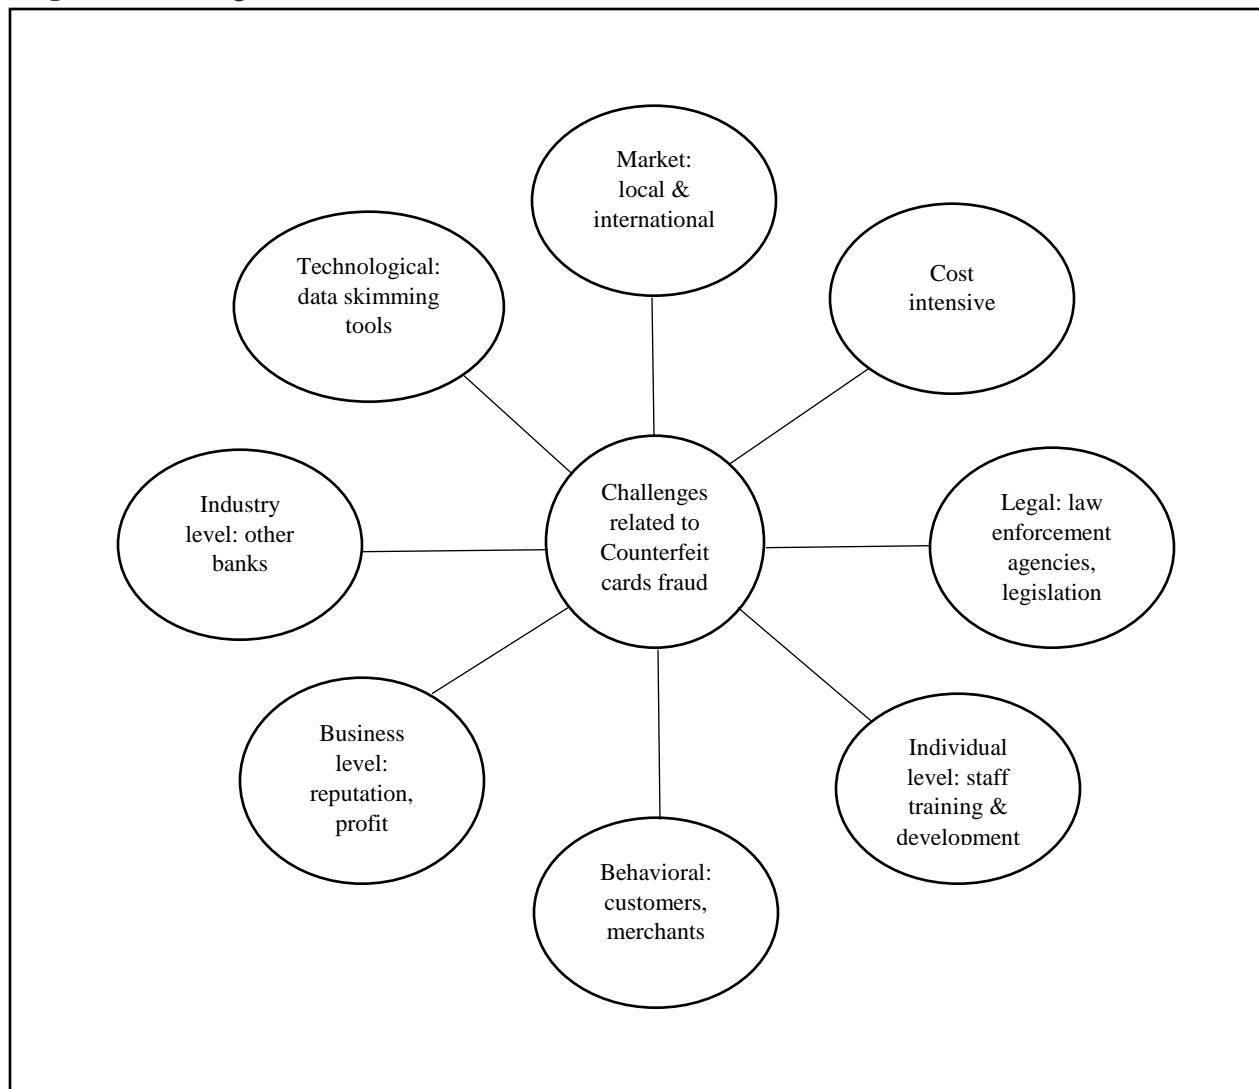 Market:
local &
international
Technological:
data skimming
tools
Cost
intensive
Industry
level: other
banks
Challenges
related to
Counterfeit
cards fraud
Legal: law
enforcement
agencies,
legislation
Business
level:
reputation,
profit
Individual
level: staff
training &
development
Behavioral:
customers,
merchants